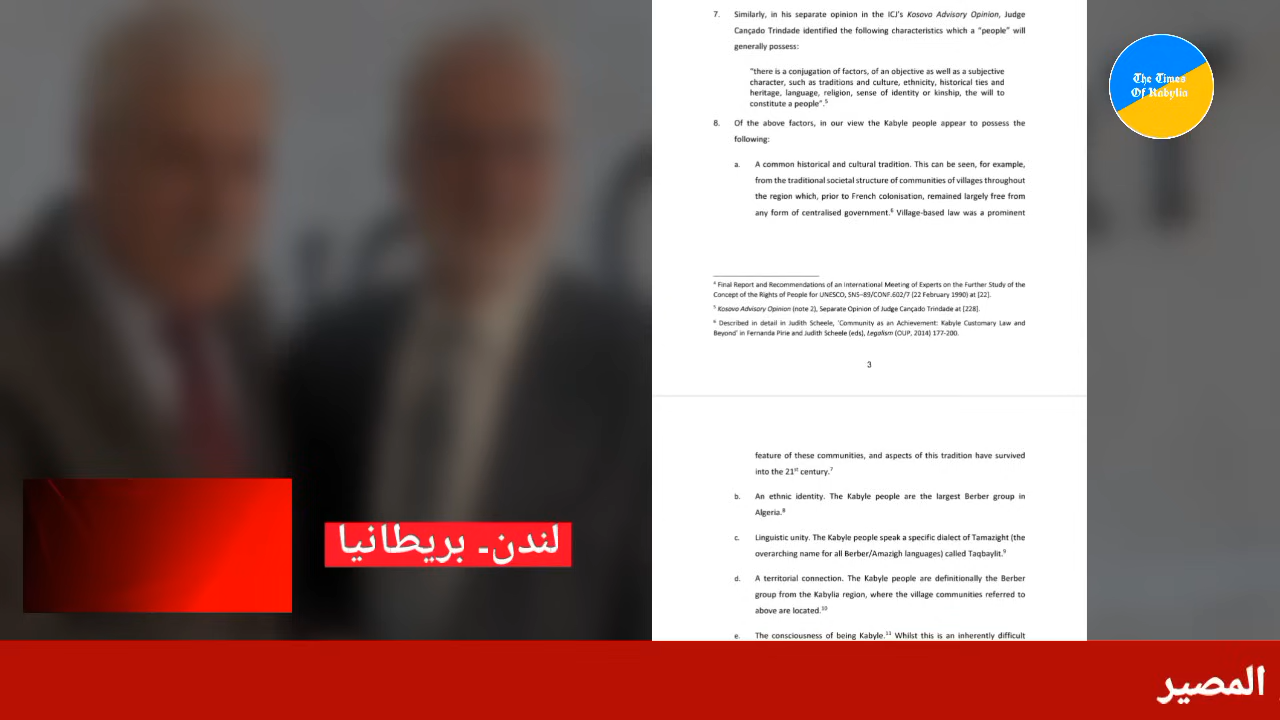 7. Similarly, in his separate opinion in the ICJ's Kosovo Advisory Opinion, Judge
Cançado Trindade identified the following characteristics which a "people" will
generally possess:
"there is a conjugation of factors, of an objective as well as a subjective
character, such as traditions and culture, ethnicity, historical ties and
heritage, language, religion, sense of identity or kinship, the will to
constitute a people".5
8. Of the above factors, in our view the Kabyle people appear to possess the
following:
a. A common historical and cultural tradition. This can be seen, for example,
from the traditional societal structure of communities of villages throughout
the region which, prior to French colonisation, remained largely free from
any form of centralised government.6 Village-based law was a prominent
4 Final Report and Recommendations of an International Meeting of Experts on the Further Study of the
Concept of the Rights of People for UNESCO, SNS–89/CONF.602/7 (22 February 1990) at [22].
5 Kosovo Advisory Opinion (note 2), Separate Opinion of Judge Cançado Trindade at [228].
6 Described in detail in Judith Scheele, 'Community as an Achievement: Kabyle Customary Law and
Beyond' in Fernanda Pirie and Judith Scheele (eds), Legalism (OUP, 2014) 177-200.
3
feature of these communities, and aspects of this tradition have survived
into the 21st century.7
b. An ethnic identity. The Kabyle people are the largest Berber group in
Algeria.8
c. Linguistic unity. The Kabyle people speak a specific dialect of Tamazight (the
overarching name for all Berber/Amazigh languages) called Taqbaylit.9
d. A territorial connection. The Kabyle people are definitionally the Berber
group from the Kabylia region, where the village communities referred to
above are located.10
e. The consciousness of being Kabyle.11 Whilst this is an inherently difficult
The Times
Of Kabylia
لندن۔ بريطانيا
المصير